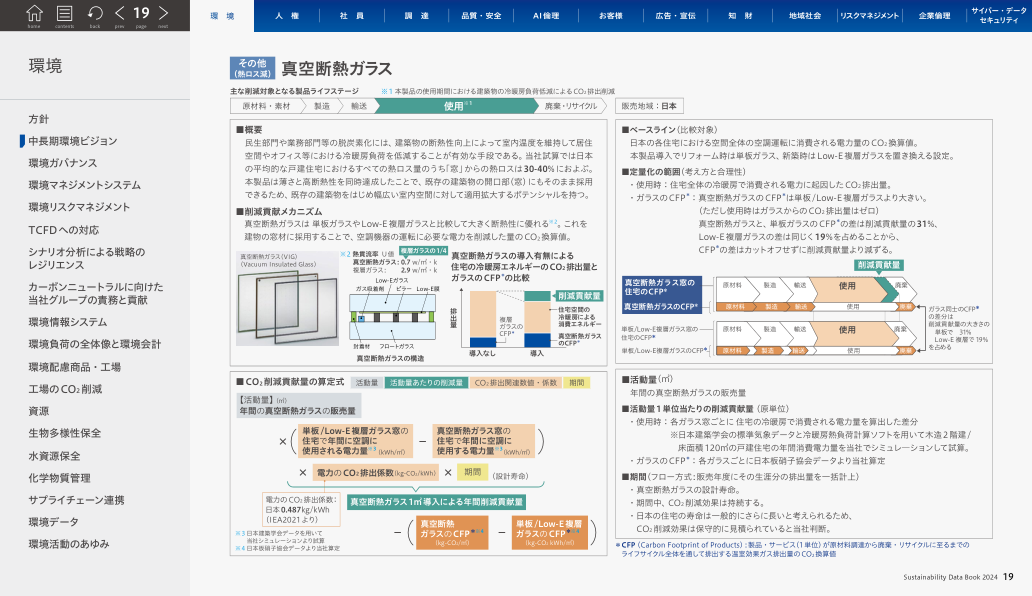 home contents back prev 19 page next
環 境
人 権
社 員
調 達
品質・安全
AI倫理
お客様
広告・宣伝
知 財
地域社会
リスクマネジメント
企業倫理
サイバー・データ
セキュリティ
環境
方針
中長期環境ビジョン
環境ガバナンス
環境マネジメントシステム
環境リスクマネジメント
TCFDへの対応
シナリオ分析による戦略の
レジリエンス
カーボンニュートラルに向けた
当社グループの責務と貢献
環境情報システム
環境負荷の全体像と環境会計
環境配慮商品・工場
工場のCO₂削減
資源
生物多様性保全
水資源保全
化学物質管理
サプライチェーン連携
環境データ
環境活動のあゆみ
その他
(熱ロス減)
真空断熱ガラス
主な削減対象となる製品ライフステージ ※1 本製品の使用期間における建築物の冷暖房負荷低減によるCO₂排出削減
原材料・素材 製造 輸送 使用※1 廃棄・リサイクル 販売地域:日本
■概要
民生部門や業務部門等の脱炭素化には、建築物の断熱性向上によって室内温度を維持して居住
空間やオフィス等における冷暖房負荷を低減することが有効な手段である。当社試算では日本
の平均的な戸建住宅におけるすべての熱ロス量のうち「窓」からの熱ロスは30-40%におよぶ。
本製品は薄さと高断熱性を同時達成したことで、既存の建築物の開口部(窓)にもそのまま採用
できるため、既存の建築物をはじめ幅広い室内空間に対して適用拡大するポテンシャルを持つ。
■削減貢献メカニズム
真空断熱ガラスは 単板ガラスやLow-E複層ガラスと比較して大きく断熱性に優れる※2。これを
建物の窓材に採用することで、空調機器の運転に必要な電力を削減した量のCO₂換算値。
真空断熱ガラス(VIG)
(Vacuum Insulated Glass)
※2 熱貫流率 U値
複層ガラスの1/4
真空断熱ガラス: 0.7 w/㎡・k
複層ガラス: 2.9 w/㎡・k
Low-Eガラス
ガス吸着剤 ピラー Low-E膜
封着材 フロートガラス
真空断熱ガラスの構造
真空断熱ガラスの導入有無による
住宅の冷暖房エネルギーのCO₂排出量と
ガラスのCFP*の比較
排出量
複層
ガラスの
CFP*
導入なし
導入
削減貢献量
住宅空間の
冷暖房による
消費エネルギー
真空断熱ガラス
のCFP*
■CO₂削減貢献量の算定式 活動量 活動量あたりの削減量 CO₂排出関連数値・係数 期間
【活動量】(㎡)
年間の真空断熱ガラスの販売量
×
単板/Low-E複層ガラス窓の
住宅で年間に空調に
使用される電力量※3 (kWh/㎡)
−
真空断熱ガラス窓の
住宅で年間に空調に
使用する電力量※3 (kWh/㎡)
× 電力のCO₂排出係数(kg-CO₂/kWh) × 期間 (設計寿命)
電力のCO₂排出係数:
日本0.487kg/kWh
(IEA2021より)
真空断熱ガラス1㎡導入による年間削減貢献量
−
真空断熱
ガラスのCFP*※4
(kg-CO₂/㎡)
−
単板/Low-E複層
ガラスのCFP*※4
(kg-CO₂ kWh/㎡)
※3 日本建築学会データを用いて
当社シミュレーションより試算
※4 日本板硝子協会データより当社算定
■ベースライン(比較対象)
日本の各住宅における空間全体の空調運転に消費される電力量のCO₂換算値。
本製品導入でリフォーム時は単板ガラス、新築時はLow-E複層ガラスを置き換える設定。
■定量化の範囲(考え方と合理性)
・使用時:住宅全体の冷暖房で消費される電力に起因したCO₂排出量。
・ガラスのCFP*:真空断熱ガラスのCFP*は単板/Low-E複層ガラスより大きい。
(ただし使用時はガラスからのCO₂排出量はゼロ)
真空断熱ガラスと、単板ガラスのCFP*の差は削減貢献量の31%、
Low-E複層ガラスの差は同じく19%を占めることから、
CFP*の差はカットオフせずに削減貢献量より減ずる。
削減貢献量
真空断熱ガラス窓の
住宅のCFP*
原材料 製造 輸送 使用 廃棄
真空断熱ガラスのCFP*
原材料 製造 輸送 使用 廃棄
単板/Low-E複層ガラス窓の
住宅のCFP*
原材料 製造 輸送 使用 廃棄
単板/Low-E複層ガラスのCFP*
原材料 製造 輸送 使用 廃棄
ガラス同士のCFP*
の差分は
削減貢献量の大きさの
単板で 31%
Low-E複層で19%
を占める
■活動量(㎡)
年間の真空断熱ガラスの販売量
■活動量1単位当たりの削減貢献量 (原単位)
・使用時:各ガラス窓ごとに住宅の冷暖房で消費される電力量を算出した差分
※日本建築学会の標準気象データと冷暖房熱負荷計算ソフトを用いて木造2階建/
床面積120㎡の戸建住宅の年間消費電力量を当社でシミュレーションして試算。
・ガラスのCFP*:各ガラスごとに日本板硝子協会データより当社算定
■期間(フロー方式:販売年度にその生涯分の排出量を一括計上)
・真空断熱ガラスの設計寿命。
・期間中、CO₂削減効果は持続する。
・日本の住宅の寿命は一般的にさらに長いと考えられるため、
CO₂削減効果は保守的に見積られていると当社判断。
*CFP (Carbon Footprint of Products):製品・サービス(1単位)が原材料調達から廃棄・リサイクルに至るまでの
ライフサイクル全体を通して排出する温室効果ガス排出量のCO₂換算値
Sustainability Data Book 2024 19